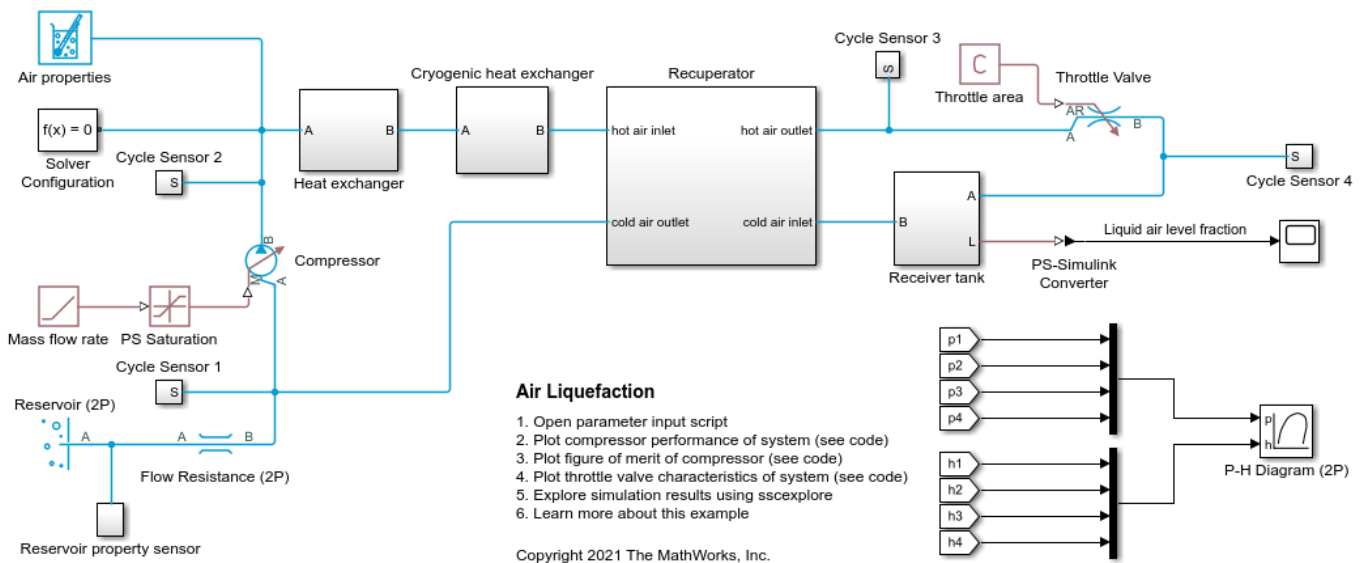 Air properties
f(x) = 0
Solver
Configuration
Cycle Sensor 2
S
A
B
Heat exchanger
Cryogenic heat exchanger
A
B
Recuperator
hot air inlet
hot air outlet
cold air outlet
cold air inlet
Cycle Sensor 3
S
C
Throttle area
Throttle Valve
AR
A
B
S
Cycle Sensor 4
A
B
L
Receiver tank
Liquid air level fraction
PS-Simulink
Converter
B
M
A
Compressor
Mass flow rate
PS Saturation
Cycle Sensor 1
S
Reservoir (2P)
A
A
B
Flow Resistance (2P)
Reservoir property sensor
Air Liquefaction
1. Open parameter input script
2. Plot compressor performance of system (see code)
3. Plot figure of merit of compressor (see code)
4. Plot throttle valve characteristics of system (see code)
5. Explore simulation results using sscexplore
6. Learn more about this example
Copyright 2021 The MathWorks, Inc.
p1
p2
p3
p4
h1
h2
h3
h4
p
h
P-H Diagram (2P)